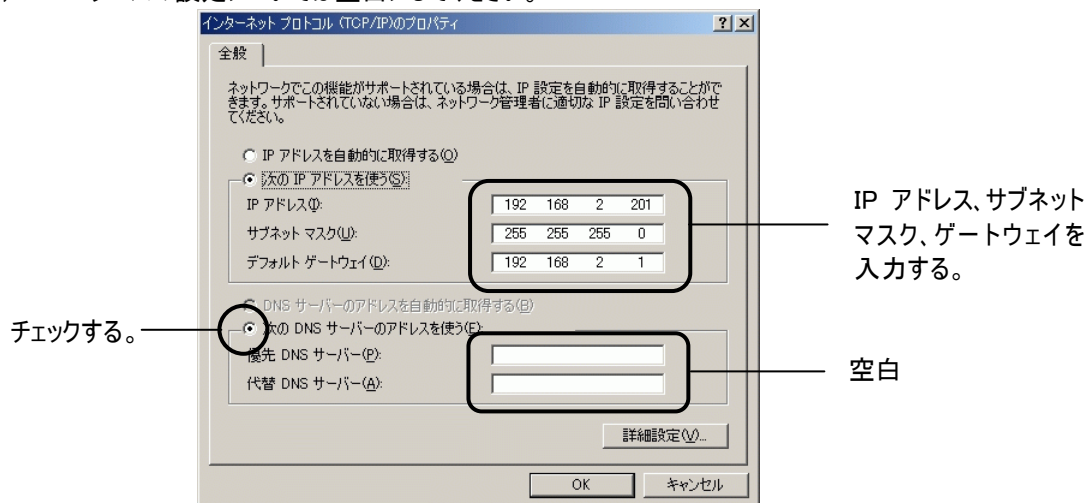 インターネット プロトコル (TCP/IP)のプロパティ
全般
ネットワークでこの機能がサポートされている場合は、IP 設定を自動的に取得することがで
きます。サポートされていない場合は、ネットワーク管理者に適切な IP 設定を問い合わせ
てください。
IP アドレスを自動的に取得する(O)
次の IP アドレスを使う(S):
IP アドレス(I):
192 168 2 201
サブネット マスク(U):
255 255 255 0
デフォルト ゲートウェイ(D):
192 168 2 1
IP アドレス、サブネット
マスク、ゲートウェイを
入力する。
DNS サーバーのアドレスを自動的に取得する(B)
チェックする。
次の DNS サーバーのアドレスを使う(E):
優先 DNS サーバー(P):
代替 DNS サーバー(A):
空白
詳細設定(V)...
OK
キャンセル